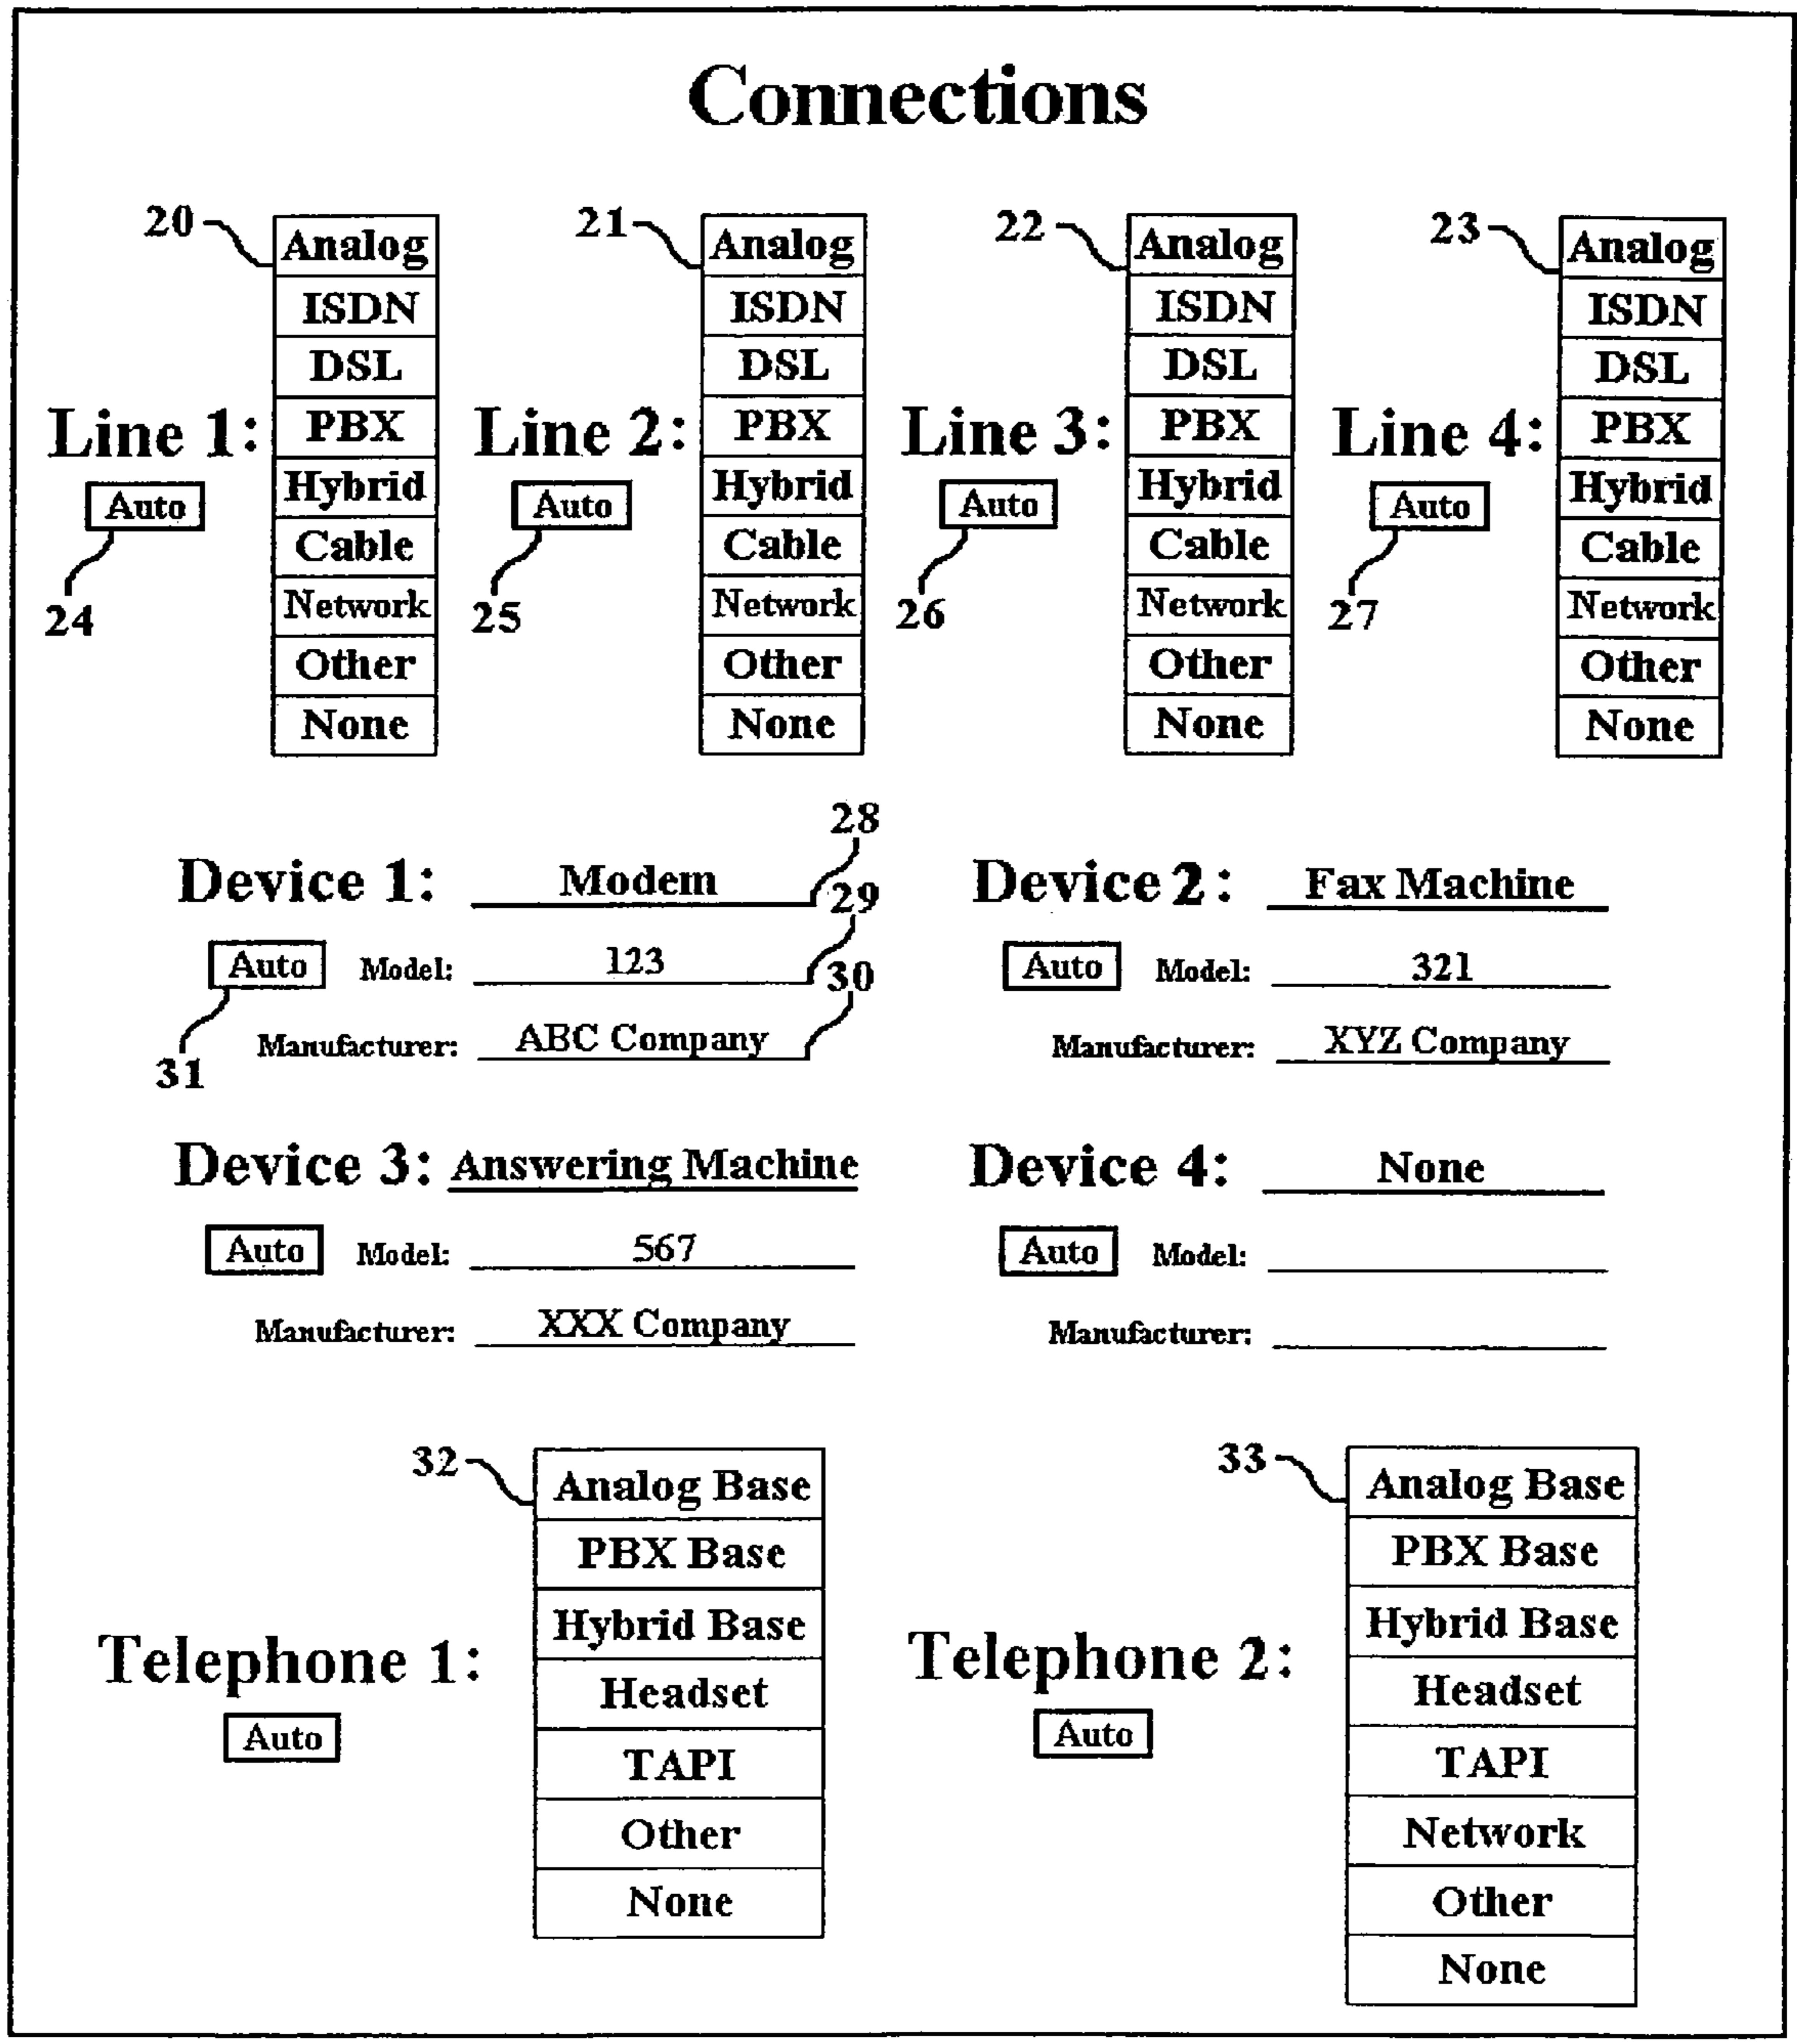 Connections
20 21 22 23
Analog Analog Analog Analog
ISDN ISDN ISDN ISDN
DSL DSL DSL DSL
Line 1: PBX Line 2: PBX Line 3: PBX Line 4: PBX
Auto Hybrid Auto Hybrid Auto Hybrid Auto Hybrid
Cable Cable Cable Cable
24 Network 25 Network 26 Network 27 Network
Other Other Other Other
None None None None
28
Device 1: Modem Device 2: Fax Machine
29
Auto Model: 123 Auto Model: 321
30
Manufacturer: ABC Company Manufacturer: XYZ Company
31
Device 3: Answering Machine Device 4: None
Auto Model: 567 Auto Model:
Manufacturer: XXX Company Manufacturer:
32 33
Analog Base Analog Base
PBX Base PBX Base
Hybrid Base Hybrid Base
Telephone 1: Telephone 2:
Headset Headset
Auto Auto
TAPI TAPI
Other Network
None Other
None